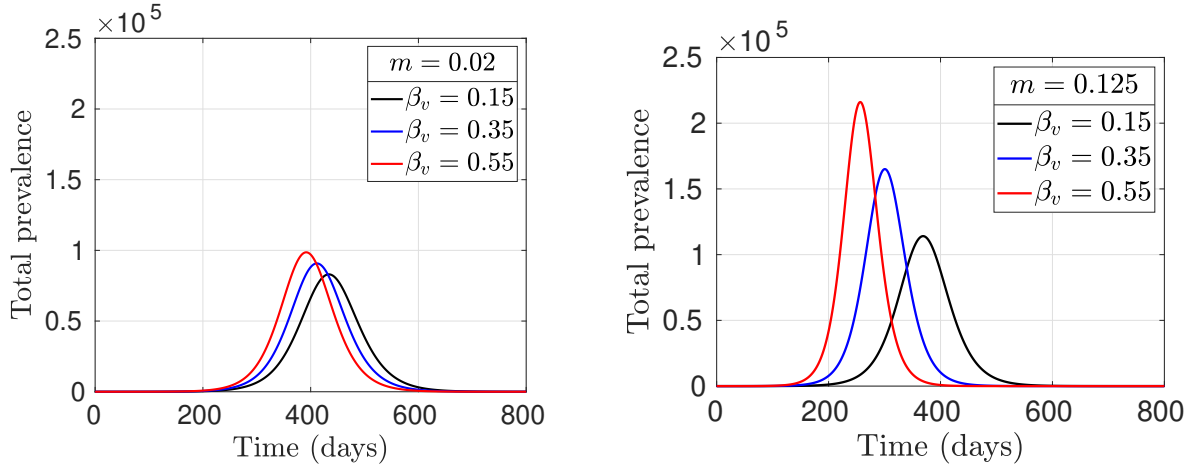 ×10 5
2.5
2
1.5
1
0.5
0
Total prevalence
m = 0.02
β_v = 0.15
β_v = 0.35
β_v = 0.55
0 200 400 600 800
Time (days)
×10 5
2.5
2
1.5
1
0.5
0
Total prevalence
m = 0.125
β_v = 0.15
β_v = 0.35
β_v = 0.55
0 200 400 600 800
Time (days)